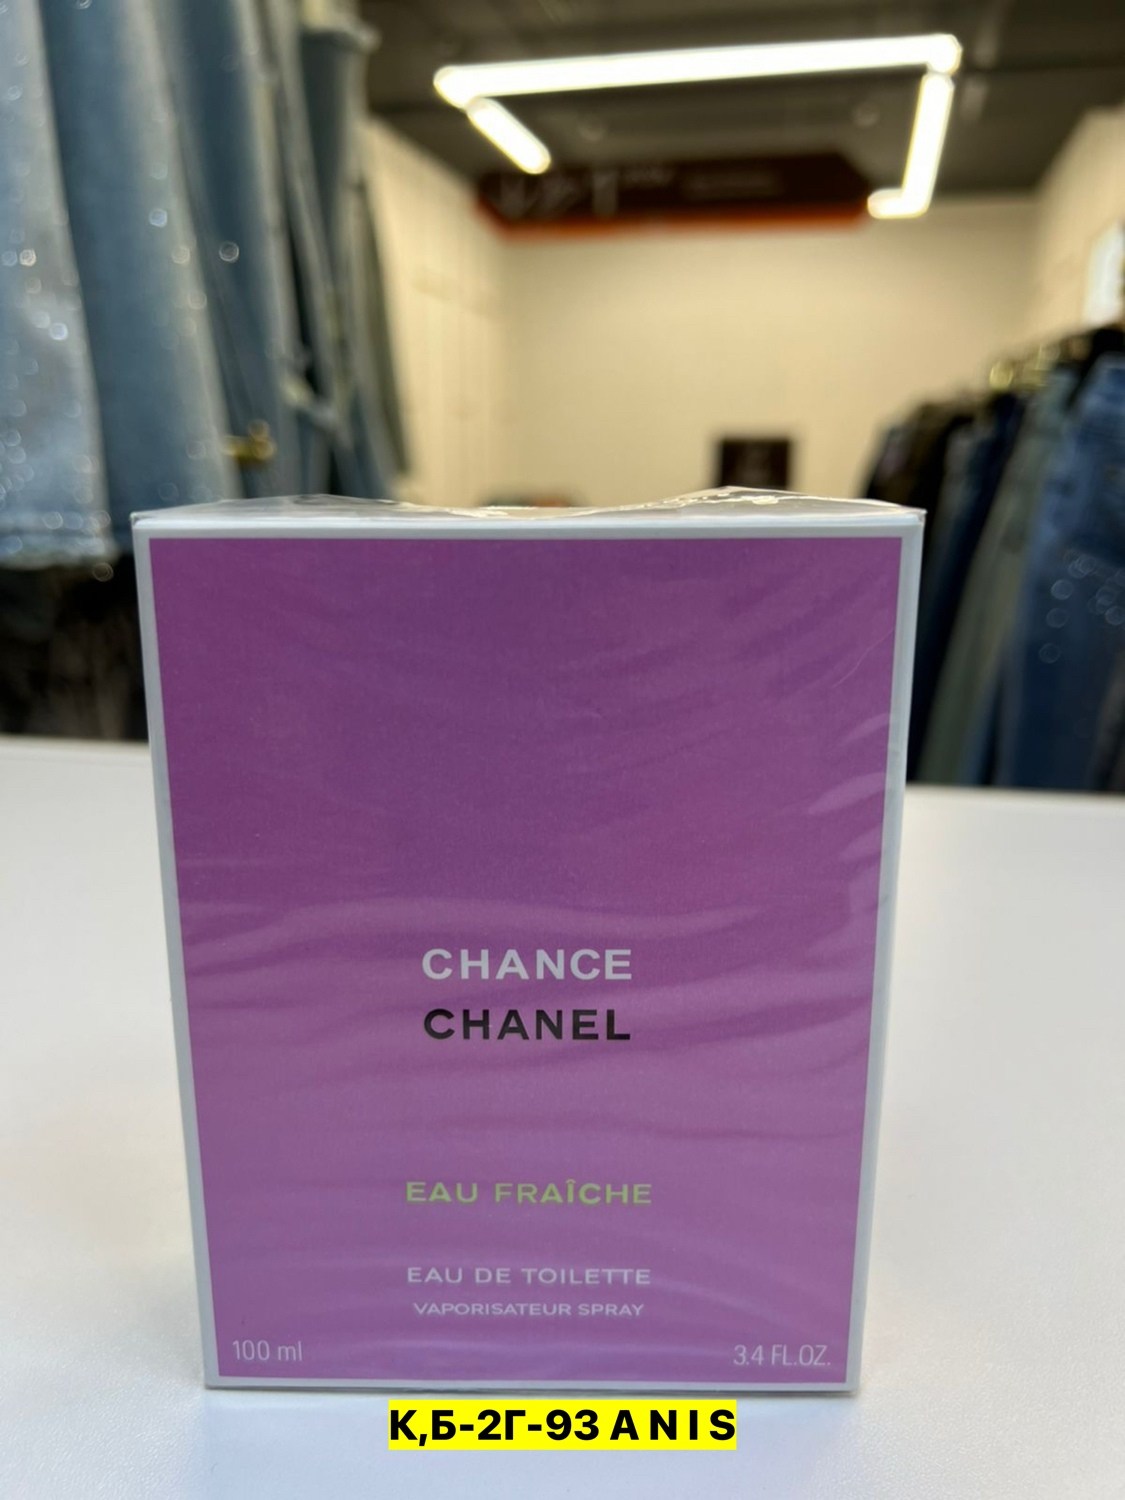 CHANCE
CHANEL
EAU FRAÎCHE
EAU DE TOILETTE
VAPORISATEUR SPRAY
100 ml 3.4 FL.OZ.
К,Б-2Г-93 A N I S